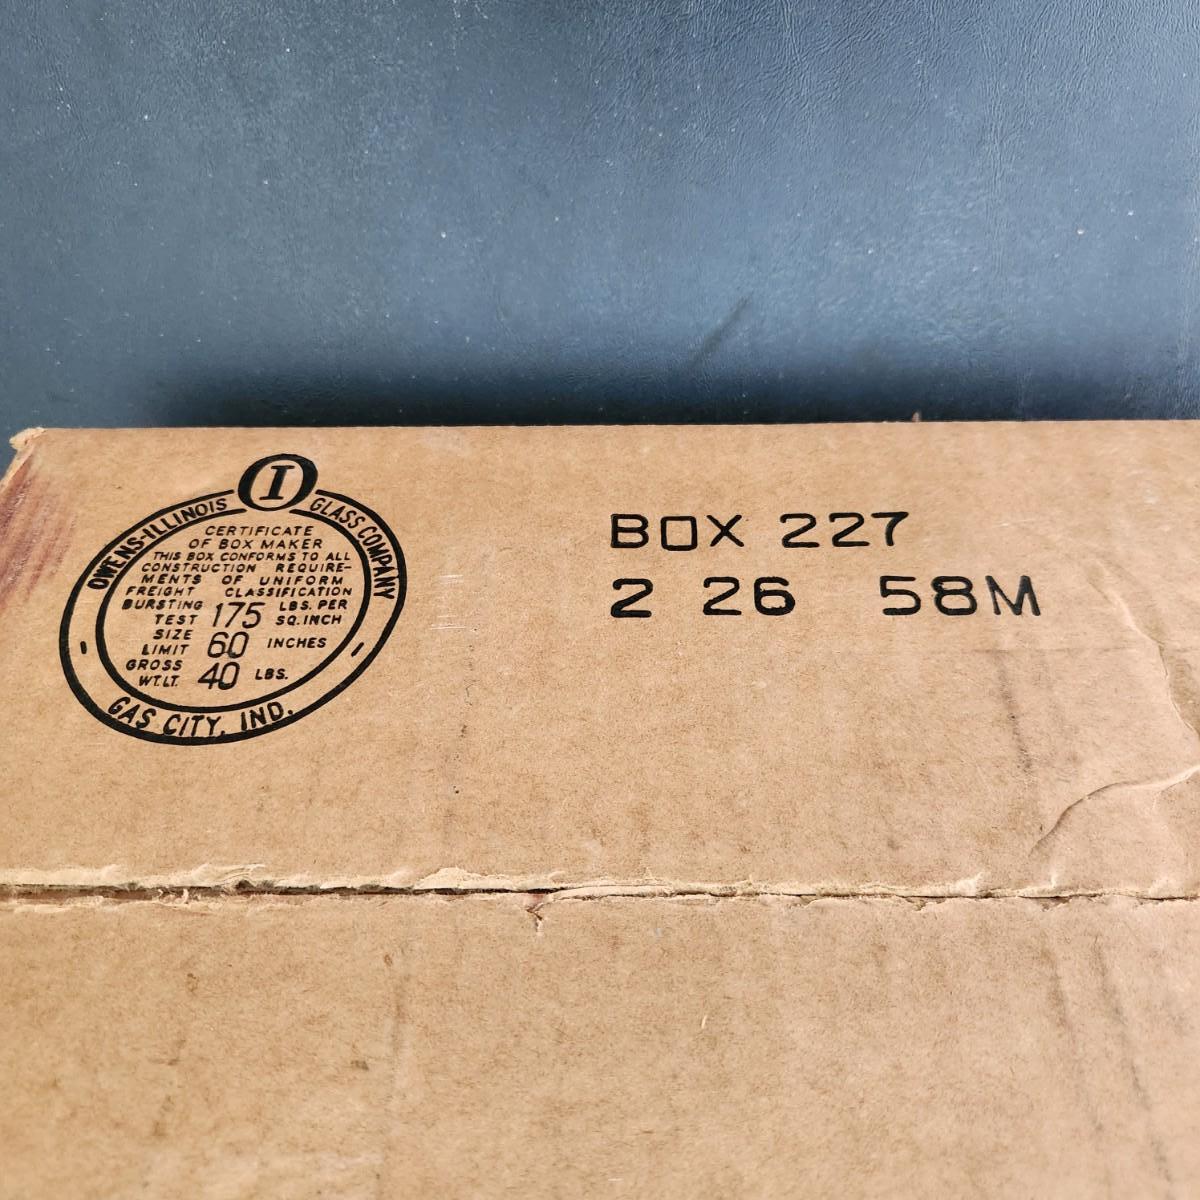 I
OWENS-ILLINOIS GLASS COMPANY
CERTIFICATE
OF BOX MAKER
THIS BOX CONFORMS TO ALL
CONSTRUCTION REQUIRE-
MENTS OF UNIFORM
FREIGHT CLASSIFICATION
BURSTING TEST 175 LBS. PER SQ. INCH
SIZE LIMIT 60 INCHES
GROSS WT. LT. 40 LBS.
GAS CITY, IND.
BOX 227
2 26 58M